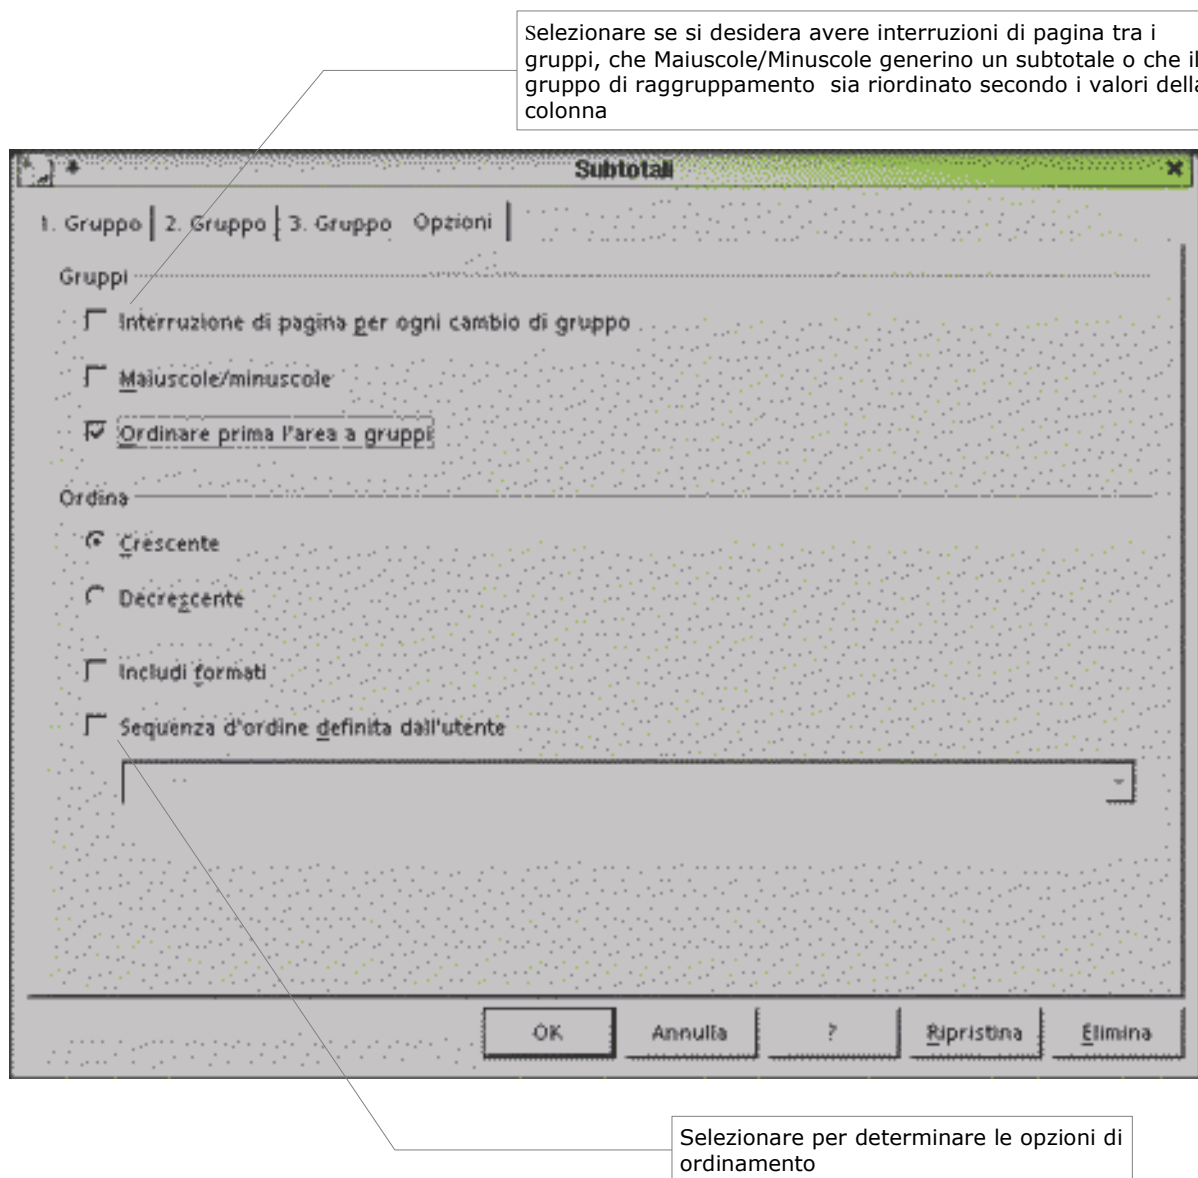 Selezionare se si desidera avere interruzioni di pagina tra i
gruppi, che Maiuscole/Minuscole generino un subtotale o che il
gruppo di raggruppamento sia riordinato secondo i valori della
colonna
Subtotali
1. Gruppo 2. Gruppo 3. Gruppo Opzioni
Gruppi
Interruzione di pagina per ogni cambio di gruppo
Maiuscole/minuscole
Ordinare prima l'area a gruppi
Ordina
Crescente
Decrescente
Includi formati
Sequenza d'ordine definita dall'utente
OK Annulla ? Ripristina Elimina
Selezionare per determinare le opzioni di
ordinamento